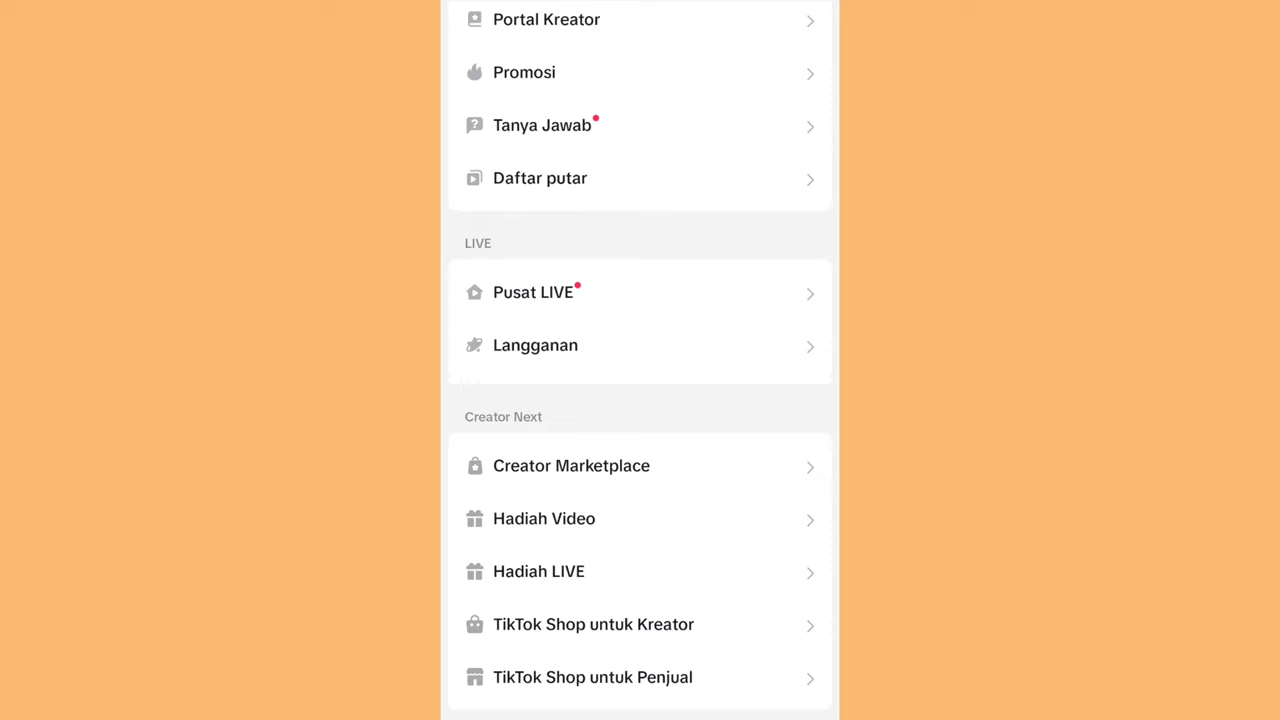 Portal Kreator
Promosi
Tanya Jawab
Daftar putar
LIVE
Pusat LIVE
Langganan
Creator Next
Creator Marketplace
Hadiah Video
Hadiah LIVE
TikTok Shop untuk Kreator
TikTok Shop untuk Penjual